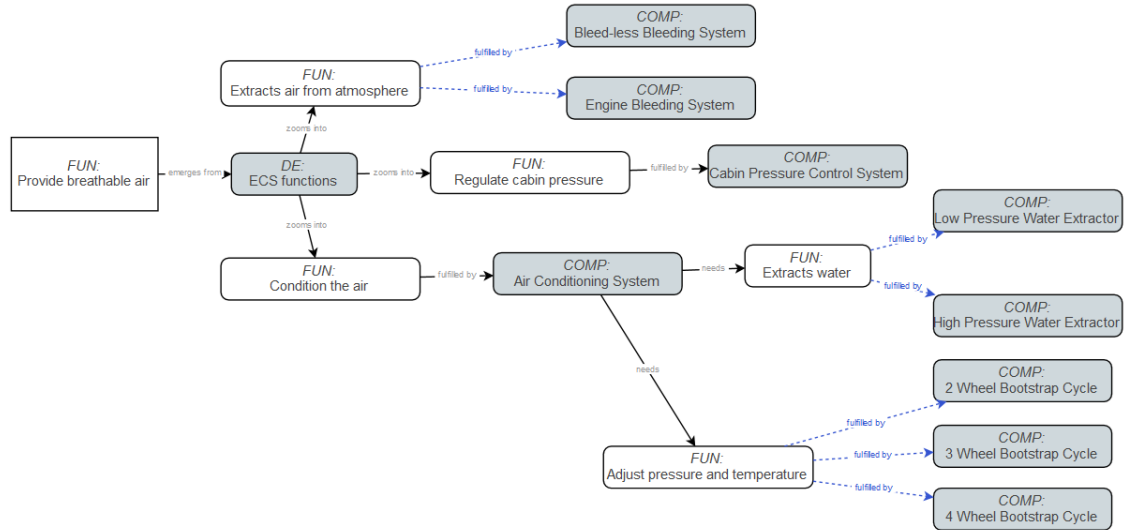 COMP:
Bleed-less Bleeding System
fulfilled by
FUN:
Extracts air from atmosphere
fulfilled by
COMP:
Engine Bleeding System
zooms into
FUN:
Provide breathable air
emerges from
DE:
ECS functions
zooms into
FUN:
Regulate cabin pressure
fulfilled by
COMP:
Cabin Pressure Control System
zooms into
FUN:
Condition the air
fulfilled by
COMP:
Air Conditioning System
needs
FUN:
Extracts water
fulfilled by
COMP:
Low Pressure Water Extractor
fulfilled by
COMP:
High Pressure Water Extractor
needs
FUN:
Adjust pressure and temperature
fulfilled by
COMP:
2 Wheel Bootstrap Cycle
fulfilled by
COMP:
3 Wheel Bootstrap Cycle
fulfilled by
COMP:
4 Wheel Bootstrap Cycle